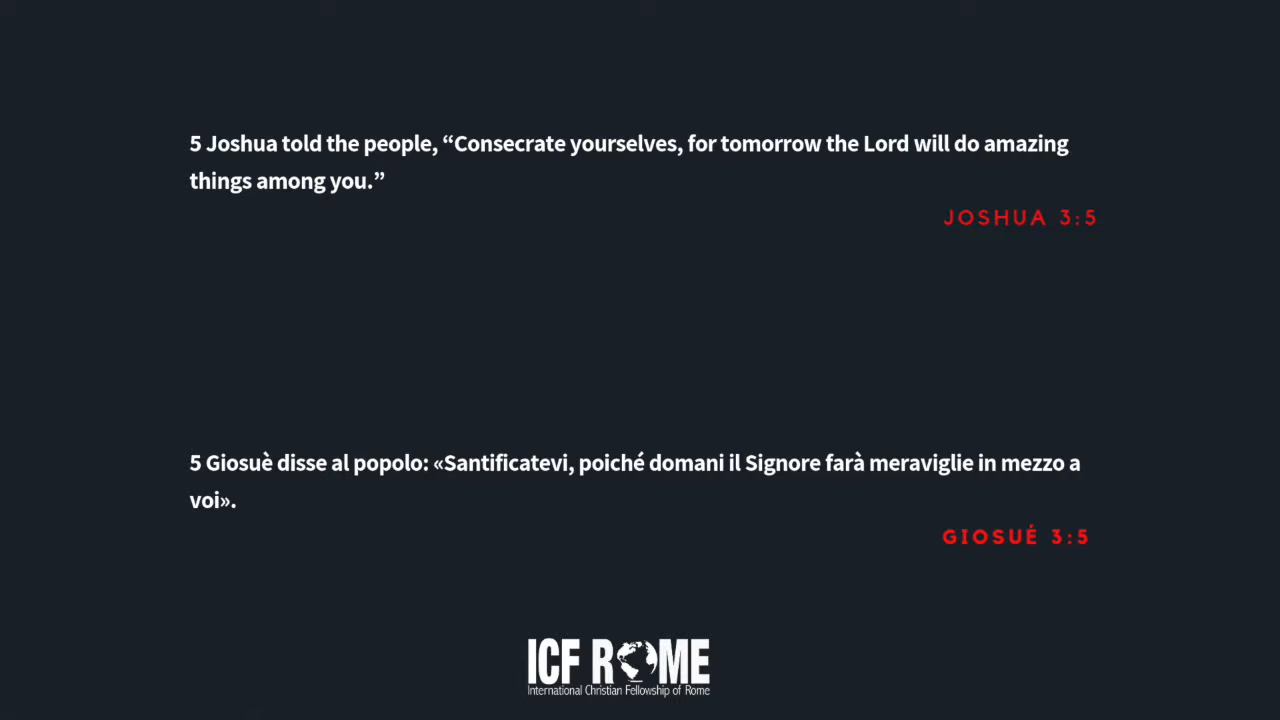 5 Joshua told the people, “Consecrate yourselves, for tomorrow the Lord will do amazing
things among you.”
JOSHUA 3:5
5 Giosuè disse al popolo: «Santificatevi, poiché domani il Signore farà meraviglie in mezzo a
voi».
GIOSUÉ 3:5
ICF ROME
International Christian Fellowship of Rome